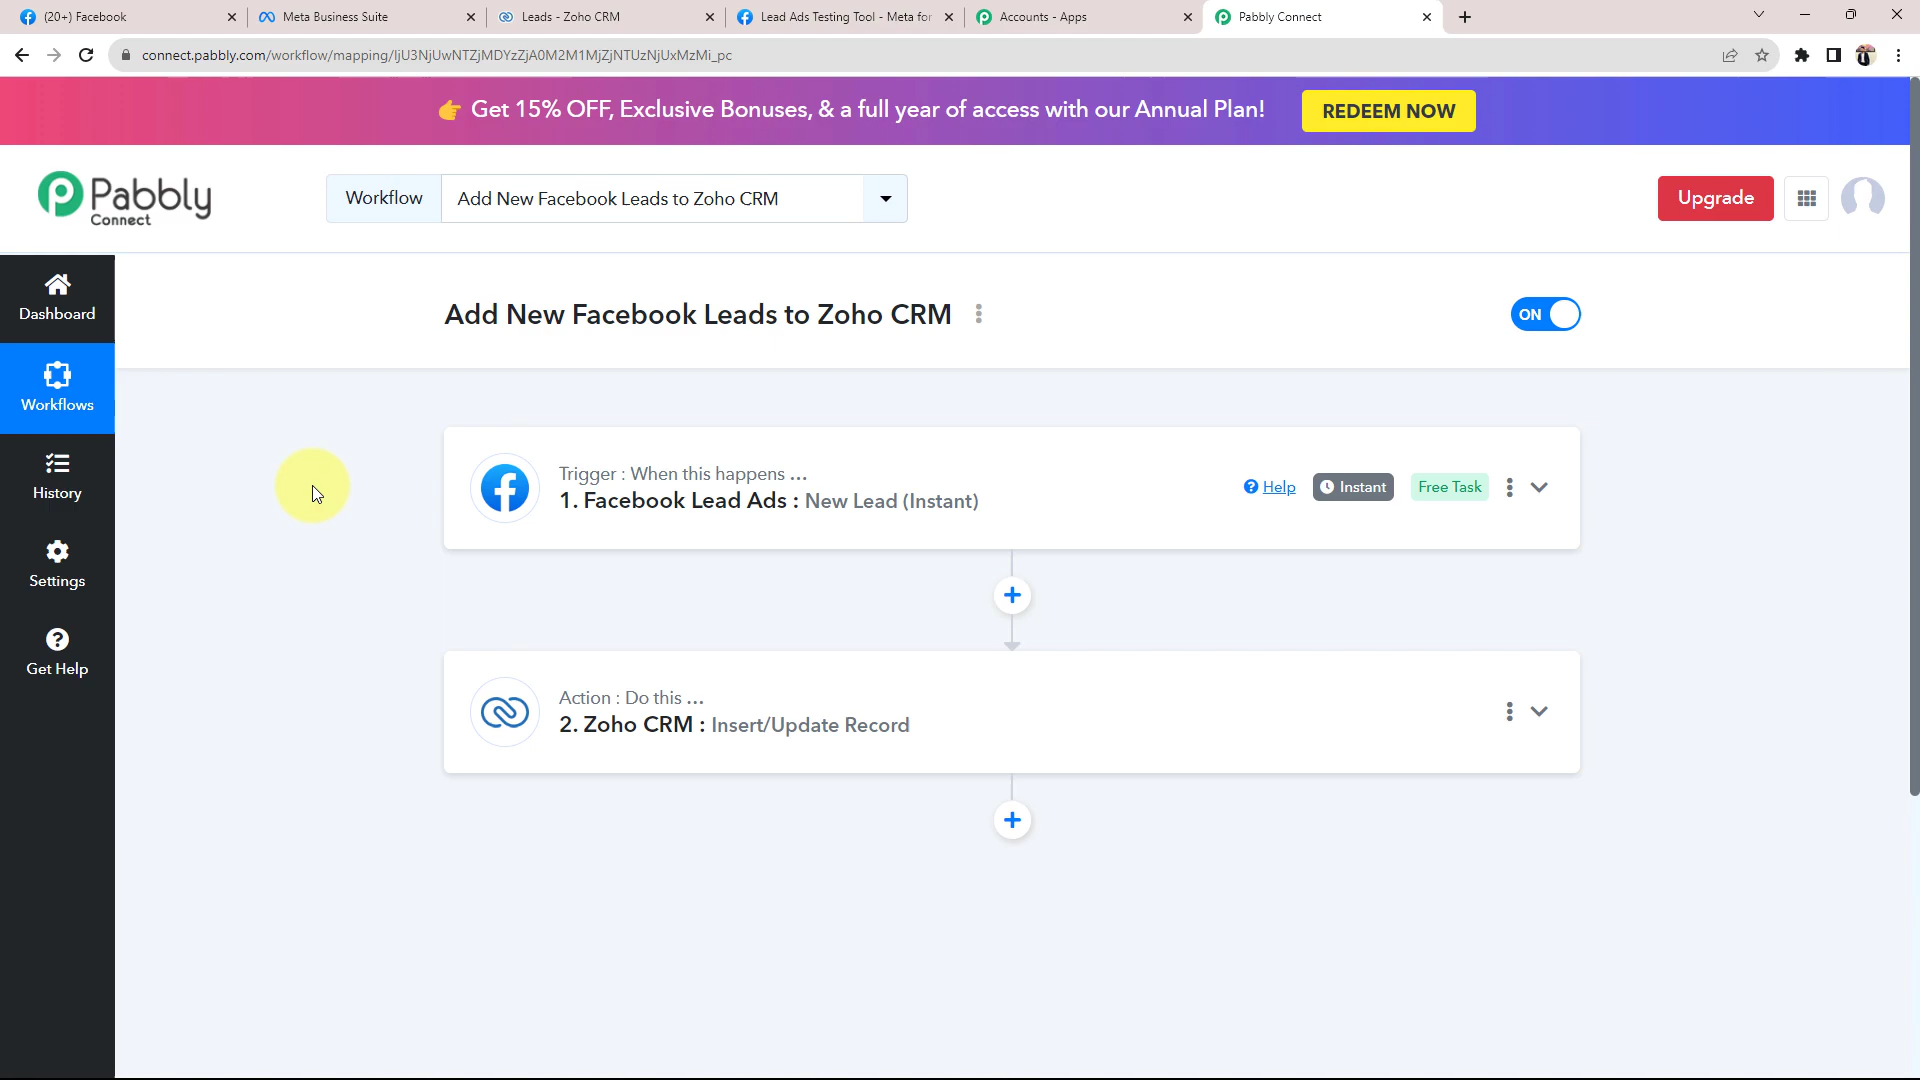 (20+) Facebook
Meta Business Suite
Leads - Zoho CRM
Lead Ads Testing Tool - Meta for
Accounts - Apps
Pabbly Connect
connect.pabbly.com/workflow/mapping/IjU3NjUwNTZjMDYzZjA0M2M1MjZjNTUzNjUxMzMi_pc
👉 Get 15% OFF, Exclusive Bonuses, & a full year of access with our Annual Plan!
REDEEM NOW
Pabbly
Connect
Workflow
Add New Facebook Leads to Zoho CRM
Upgrade
Dashboard
Workflows
History
Settings
Get Help
Add New Facebook Leads to Zoho CRM
ON
Trigger : When this happens ...
1. Facebook Lead Ads : New Lead (Instant)
Help
Instant
Free Task
Action : Do this ...
2. Zoho CRM : Insert/Update Record